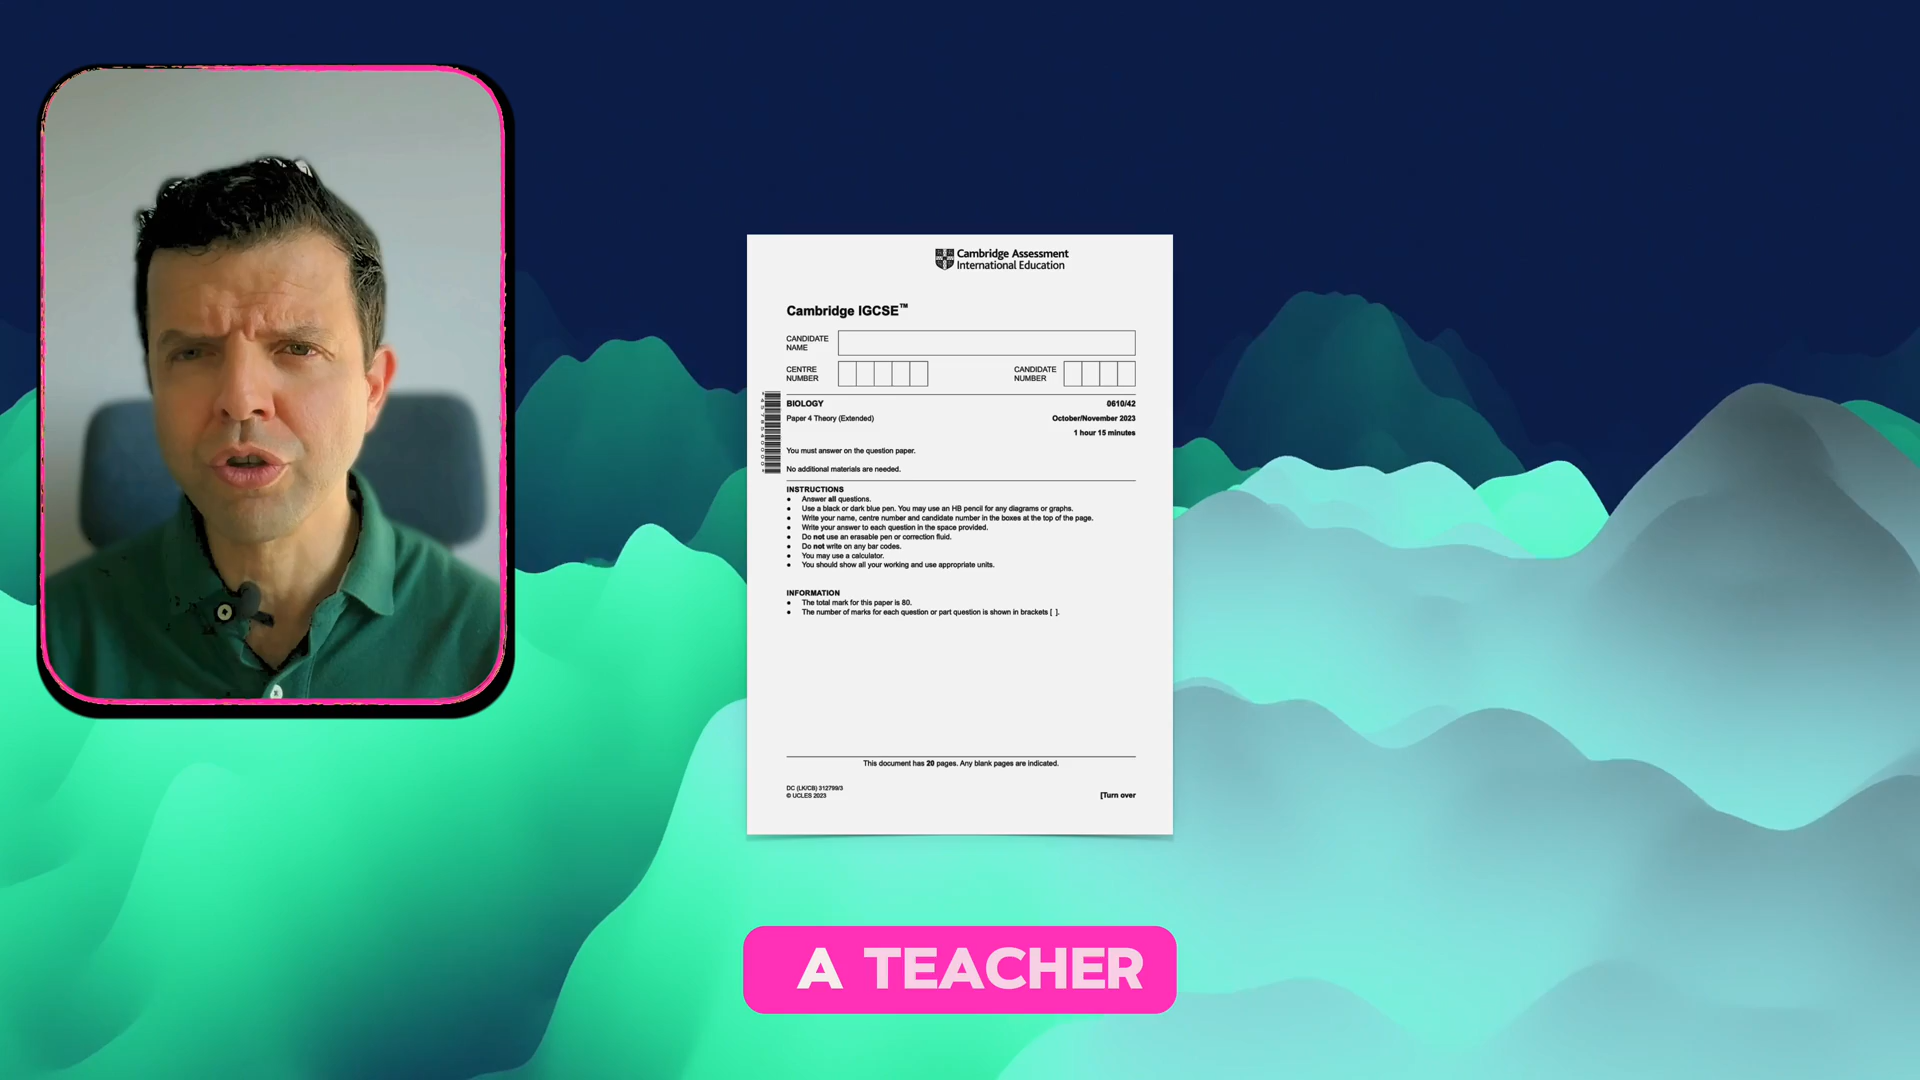 Cambridge Assessment
International Education
Cambridge IGCSE™
CANDIDATE
NAME
CENTRE
NUMBER
CANDIDATE
NUMBER
BIOLOGY 0610/42
Paper 4 Theory (Extended) October/November 2023
1 hour 15 minutes
You must answer on the question paper.
No additional materials are needed.
INSTRUCTIONS
● Answer all questions.
● Use a black or dark blue pen. You may use an HB pencil for any diagrams or graphs.
● Write your name, centre number and candidate number in the boxes at the top of the page.
● Write your answer to each question in the space provided.
● Do not use an erasable pen or correction fluid.
● Do not write on any bar codes.
● You may use a calculator.
● You should show all your working and use appropriate units.
INFORMATION
● The total mark for this paper is 80.
● The number of marks for each question or part question is shown in brackets [ ].
This document has 20 pages. Any blank pages are indicated.
DC (LK/CB) 312799/3
© UCLES 2023
[Turn over
A TEACHER